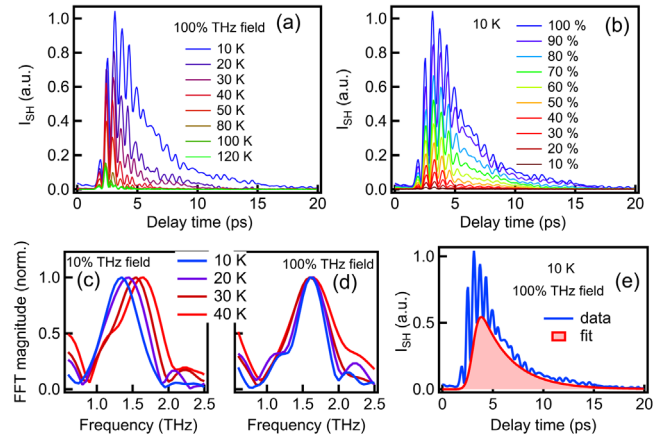 (a)
100% THz field
10 K
20 K
30 K
40 K
50 K
80 K
100 K
120 K
I_SH (a.u.)
1.0
0.8
0.6
0.4
0.2
0.0
0
5
10
15
20
Delay time (ps)
(b)
10 K
100 %
90 %
80 %
70 %
60 %
50 %
40 %
30 %
20 %
10 %
I_SH (a.u.)
1.0
0.8
0.6
0.4
0.2
0.0
0
5
10
15
20
Delay time (ps)
10% THz field
(c)
10 K
20 K
30 K
40 K
100% THz field
(d)
FFT magnitude (norm.)
1.0
0.5
0.0
1.0
1.5
2.0
2.5
Frequency (THz)
1.0
1.5
2.0
2.5
Frequency (THz)
(e)
10 K
100% THz field
data
fit
I_SH (a.u.)
1.0
0.5
0.0
0
5
10
15
20
Delay time (ps)